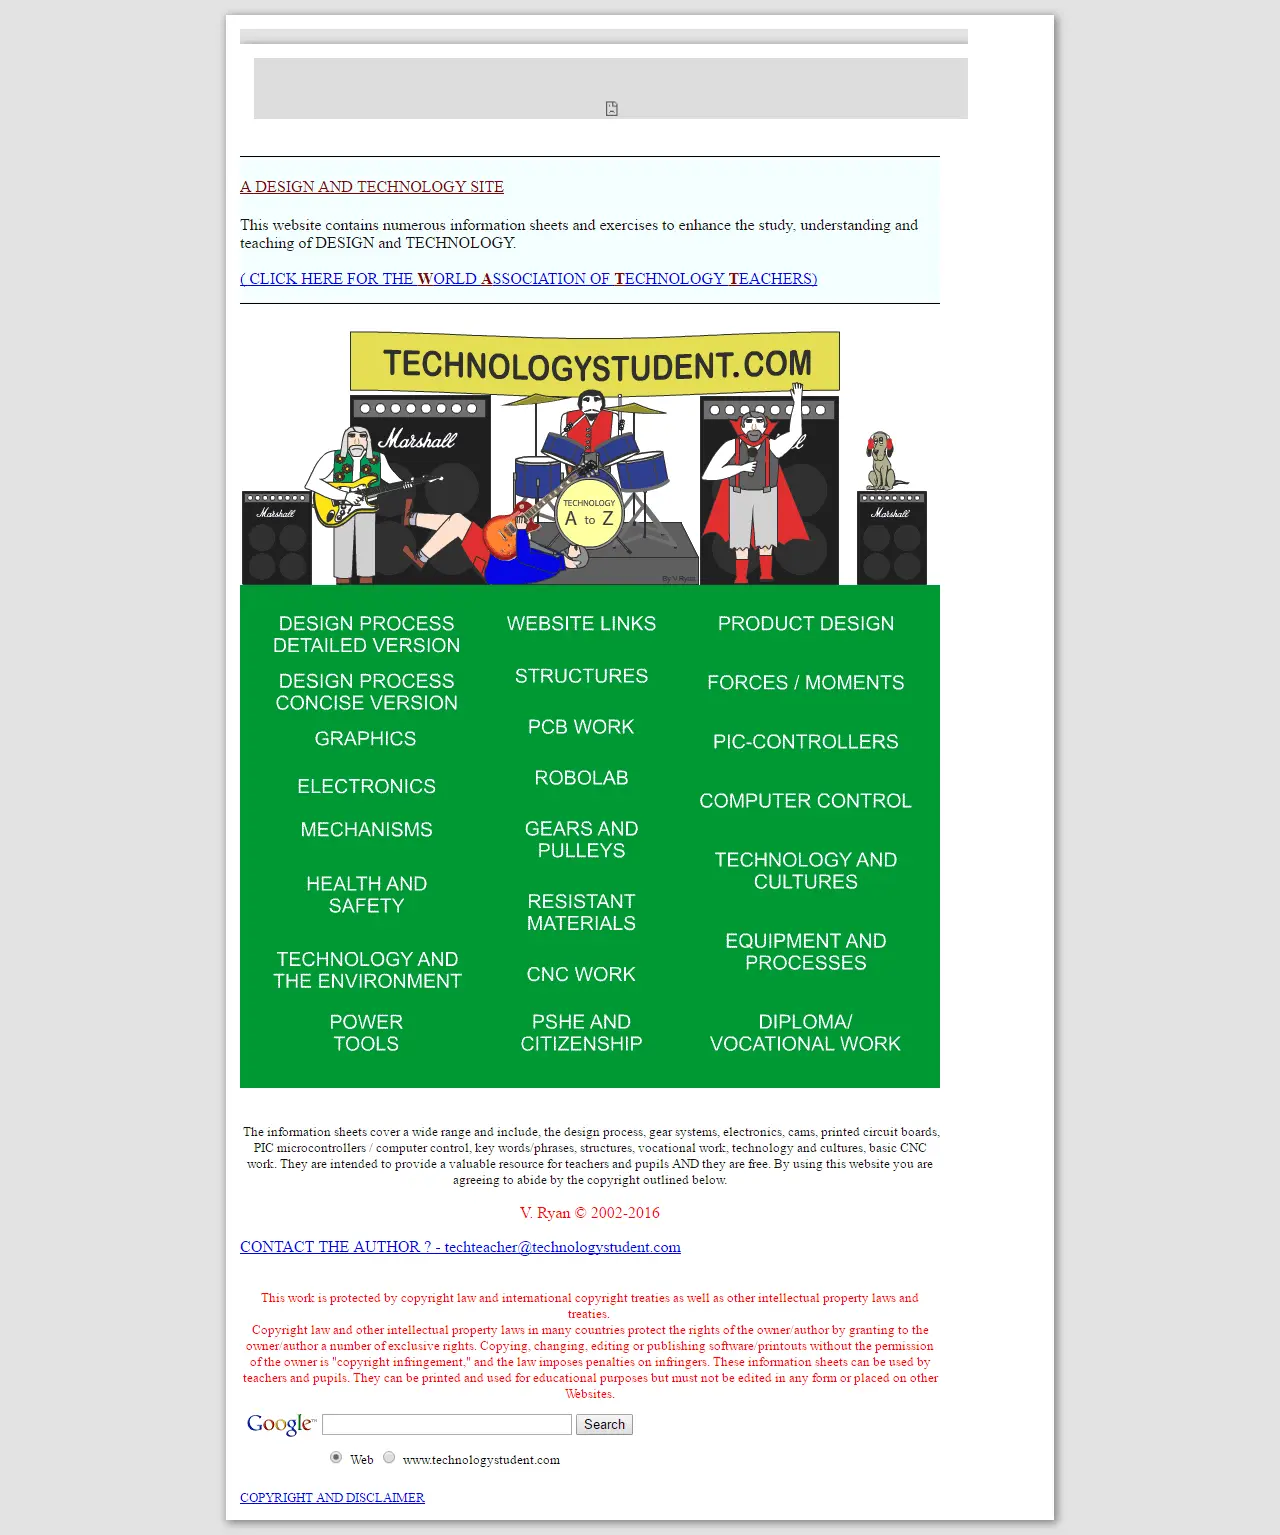 A DESIGN AND TECHNOLOGY SITE
This website contains numerous information sheets and exercises to enhance the study, understanding and
teaching of DESIGN and TECHNOLOGY.
( CLICK HERE FOR THE WORLD ASSOCIATION OF TECHNOLOGY TEACHERS)
TECHNOLOGYSTUDENT.COM
Marshall
Marshall
Marshall
Marshall
TECHNOLOGY
A to Z
By V.Ryan
DESIGN PROCESS
DETAILED VERSION
DESIGN PROCESS
CONCISE VERSION
GRAPHICS
ELECTRONICS
MECHANISMS
HEALTH AND
SAFETY
TECHNOLOGY AND
THE ENVIRONMENT
POWER
TOOLS
WEBSITE LINKS
STRUCTURES
PCB WORK
ROBOLAB
GEARS AND
PULLEYS
RESISTANT
MATERIALS
CNC WORK
PSHE AND
CITIZENSHIP
PRODUCT DESIGN
FORCES / MOMENTS
PIC-CONTROLLERS
COMPUTER CONTROL
TECHNOLOGY AND
CULTURES
EQUIPMENT AND
PROCESSES
DIPLOMA/
VOCATIONAL WORK
The information sheets cover a wide range and include, the design process, gear systems, electronics, cams, printed circuit boards,
PIC microcontrollers / computer control, key words/phrases, structures, vocational work, technology and cultures, basic CNC
work. They are intended to provide a valuable resource for teachers and pupils AND they are free. By using this website you are
agreeing to abide by the copyright outlined below.
V. Ryan © 2002-2016
CONTACT THE AUTHOR ? - techteacher@technologystudent.com
This work is protected by copyright law and international copyright treaties as well as other intellectual property laws and
treaties.
Copyright law and other intellectual property laws in many countries protect the rights of the owner/author by granting to the
owner/author a number of exclusive rights. Copying, changing, editing or publishing software/printouts without the permission
of the owner is "copyright infringement," and the law imposes penalties on infringers. These information sheets can be used by
teachers and pupils. They can be printed and used for educational purposes but must not be edited in any form or placed on other
Websites.
Google™ Search
Web www.technologystudent.com
COPYRIGHT AND DISCLAIMER